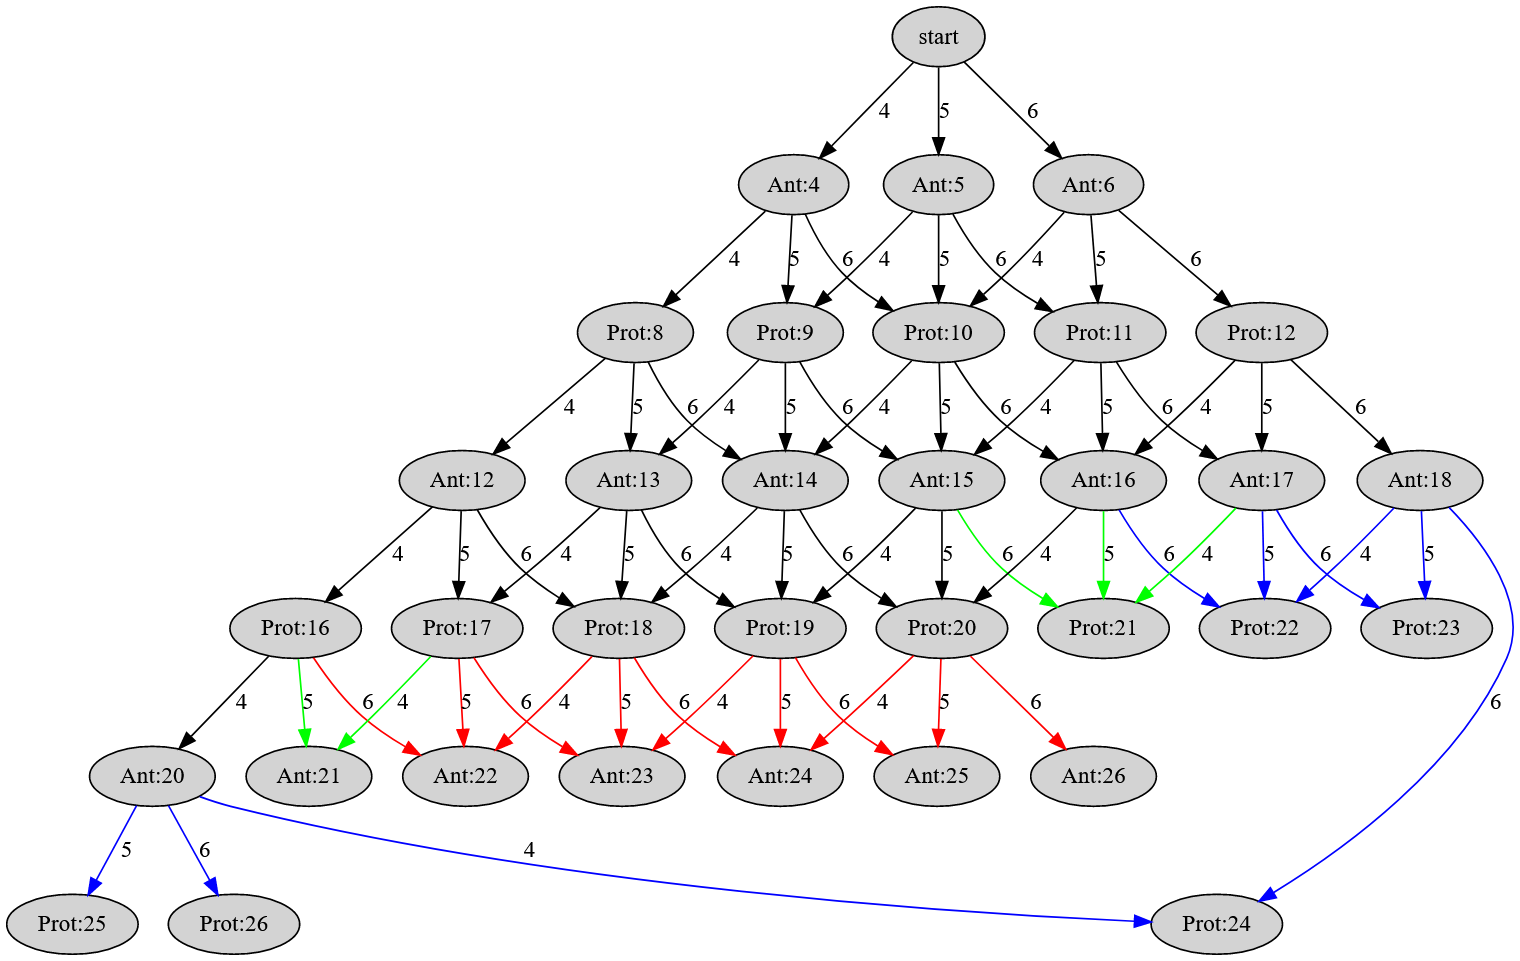 start
4 5 6
Ant:4 Ant:5 Ant:6
4 5 6 4 5 6 4 5 6
Prot:8 Prot:9 Prot:10 Prot:11 Prot:12
4 5 6 4 5 6 4 5 6 4 5 6 4 5 6
Ant:12 Ant:13 Ant:14 Ant:15 Ant:16 Ant:17 Ant:18
4 5 6 4 5 6 4 5 6 4 5 6 4 5 6 4 5 6 4 5
Prot:16 Prot:17 Prot:18 Prot:19 Prot:20 Prot:21 Prot:22 Prot:23
4 5 6 4 5 6 4 5 6 4 5 6 4 5 6 6
Ant:20 Ant:21 Ant:22 Ant:23 Ant:24 Ant:25 Ant:26
5 6 4
Prot:25 Prot:26 Prot:24